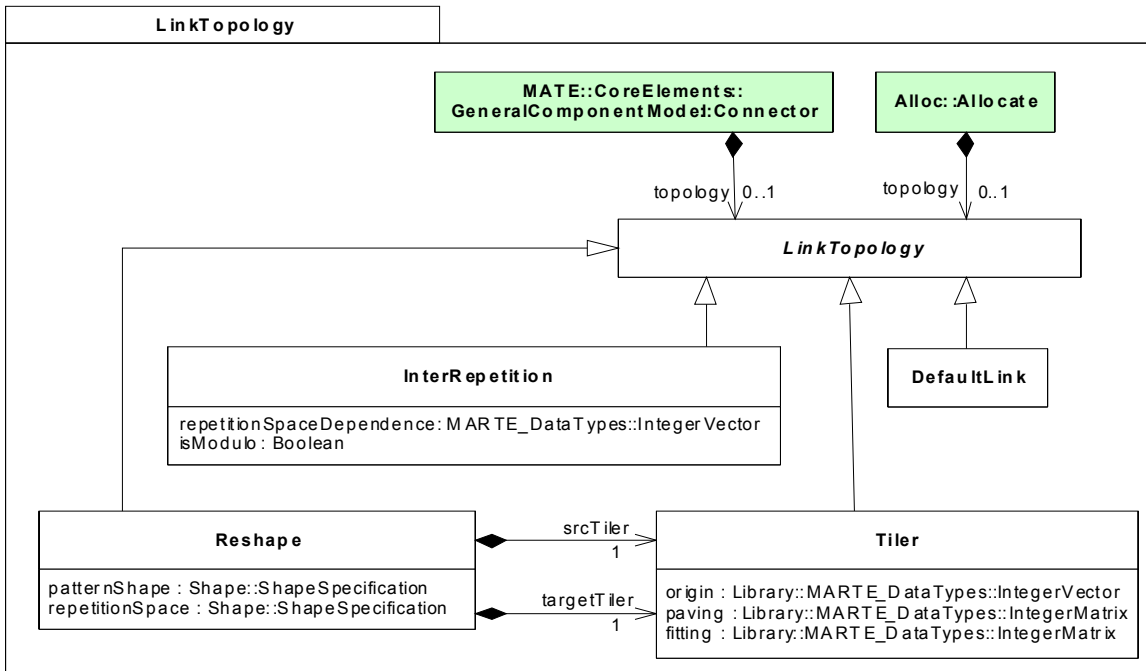 LinkTopology
MATE::CoreElements::
GeneralComponentModel::Connector
Alloc::Allocate
topology 0..1
topology 0..1
LinkTopology
InterRepetition
repetitionSpaceDependence: MARTE_DataTypes::IntegerVector
isModulo : Boolean
DefaultLink
Reshape
patternShape : Shape::ShapeSpecification
repetitionSpace : Shape::ShapeSpecification
srcTiler
1
targetTiler
1
Tiler
origin : Library::MARTE_DataTypes::IntegerVector
paving : Library::MARTE_DataTypes::IntegerMatrix
fitting : Library::MARTE_DataTypes::IntegerMatrix